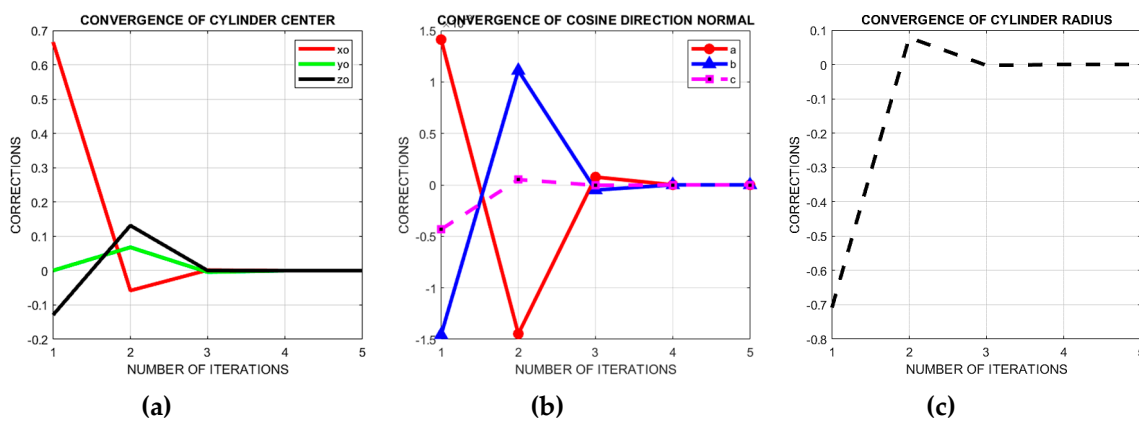 CONVERGENCE OF CYLINDER CENTER
0.7
0.6
0.5
0.4
0.3
0.2
0.1
0
-0.1
-0.2
CORRECTIONS
xo
yo
zo
1 2 3 4 5
NUMBER OF ITERATIONS
(a)
CONVERGENCE OF COSINE DIRECTION NORMAL
1.5
1
0.5
0
-0.5
-1
-1.5
CORRECTIONS
a
b
c
1 2 3 4 5
NUMBER OF ITERATIONS
(b)
CONVERGENCE OF CYLINDER RADIUS
0.1
0
-0.1
-0.2
-0.3
-0.4
-0.5
-0.6
-0.7
-0.8
CORRECTIONS
1 2 3 4
NUMBER OF ITERATIONS
(c)